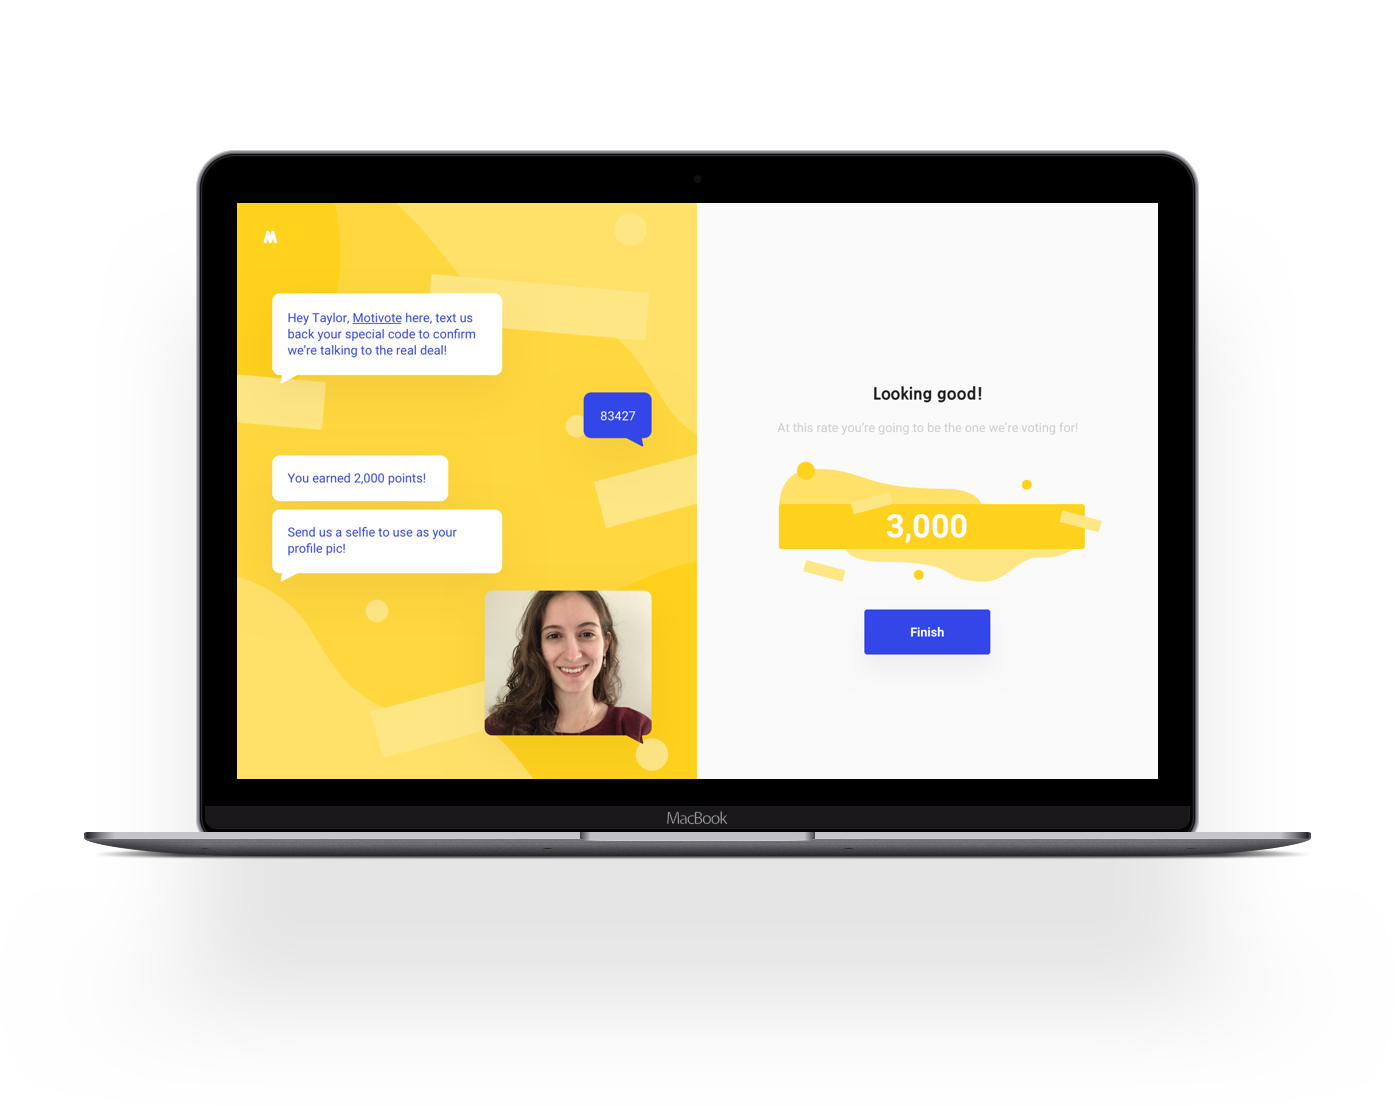 M
Hey Taylor, Motivote here, text us
back your special code to confirm
we’re talking to the real deal!
83427
You earned 2,000 points!
Send us a selfie to use as your
profile pic!
Looking good!
At this rate you’re going to be the one we’re voting for!
3,000
Finish
MacBook